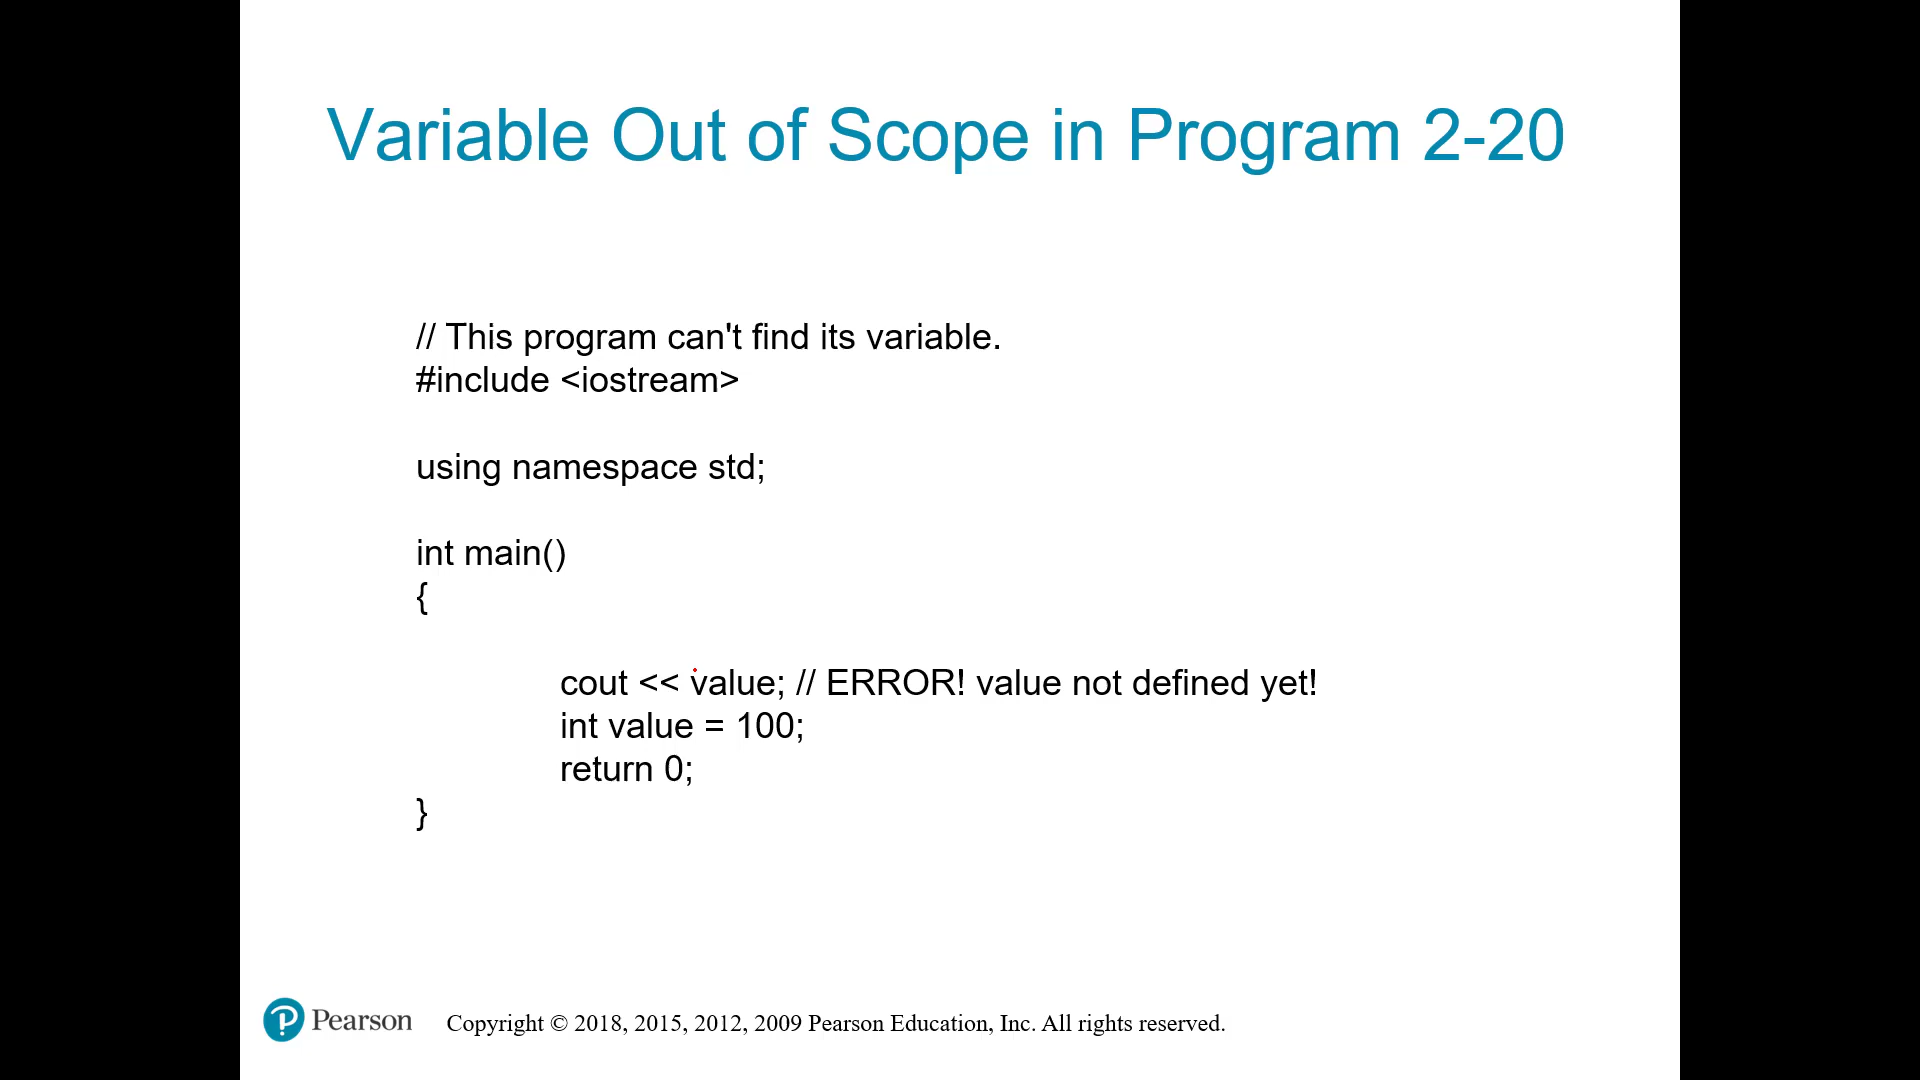 Variable Out of Scope in Program 2-20
// This program can't find its variable.
#include <iostream>
using namespace std;
int main()
{
cout << value; // ERROR! value not defined yet!
int value = 100;
return 0;
}
Pearson
Copyright © 2018, 2015, 2012, 2009 Pearson Education, Inc. All rights reserved.